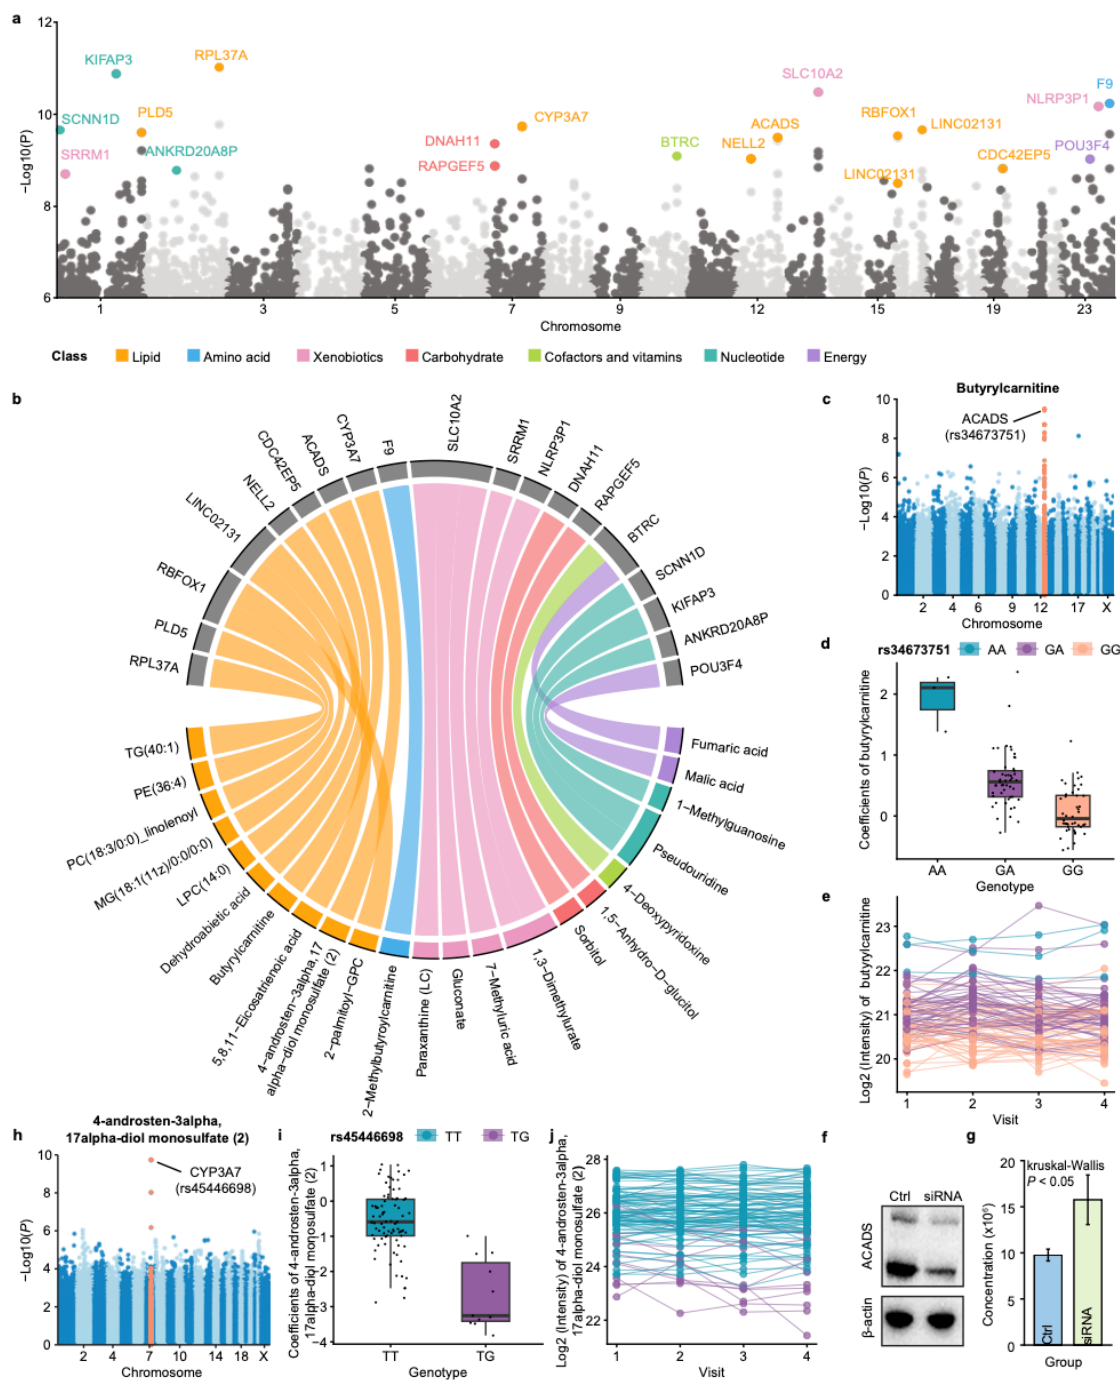 a
12
10
8
6
−Log10(P)
KIFAP3
RPL37A
SCNN1D
PLD5
SRRM1
ANKRD20A8P
DNAH11
RAPGEF5
CYP3A7
BTRC
NELL2
ACADS
SLC10A2
RBFOX1
LINC02131
LINC02131
CDC42EP5
NLRP3P1
F9
POU3F4
1 3 5 7 9 12 15 19 23
Chromosome
Class Lipid Amino acid Xenobiotics Carbohydrate Cofactors and vitamins Nucleotide Energy
b
RPL37A
PLD5
RBFOX1
LINC02131
NELL2
CDC42EP5
ACADS
CYP3A7
F9
SLC10A2
SRRM1
NLRP3P1
DNAH11
RAPGEF5
BTRC
SCNN1D
KIFAP3
ANKRD20A8P
POU3F4
Fumaric acid
Malic acid
1−Methylguanosine
Pseudouridine
4−Deoxypyridoxine
1,5−Anhydro−D−glucitol
Sorbitol
1,3−Dimethylurate
7−Methyluric acid
Gluconate
Paraxanthine (LC)
2−Methylbutyroylcarnitine
2−palmitoyl−GPC
4−androsten−3alpha,17
alpha−diol monosulfate (2)
5,8,11−Eicosatrienoic acid
Butyrylcarnitine
Dehydroabietic acid
LPC(14:0)
MG(18:1(11z)/0:0/0:0)
PC(18:3/0:0)_linolenoyl
PE(36:4)
TG(40:1)
c
Butyrylcarnitine
ACADS
(rs34673751)
10
8
6
4
2
0
−Log10(P)
2 4 6 9 12 17 X
Chromosome
d
rs34673751 AA GA GG
2
1
0
Coefficients of butyrylcarnitine
AA GA GG
Genotype
e
23
22
21
20
Log2 (Intensity) of butyrylcarnitine
1 2 3 4
Visit
h
4−androsten−3alpha,
17alpha−diol monosulfate (2)
CYP3A7
(rs45446698)
10
8
6
4
2
0
−Log10(P)
2 4 7 10 14 18 X
Chromosome
i
rs45446698 TT TG
1
0
−1
−2
−3
−4
Coefficients of 4-androsten-3alpha,
17alpha-diol monosulfate (2)
TT TG
Genotype
j
28
26
24
22
Log2 (Intensity) of 4-androsten-3alpha,
17alpha-diol monosulfate (2)
1 2 3 4
Visit
f
Ctrl siRNA
ACADS
β-actin
g
kruskal-Wallis
P < 0.05
20
15
10
5
0
Concentration (x10⁵)
Ctrl
siRNA
Group